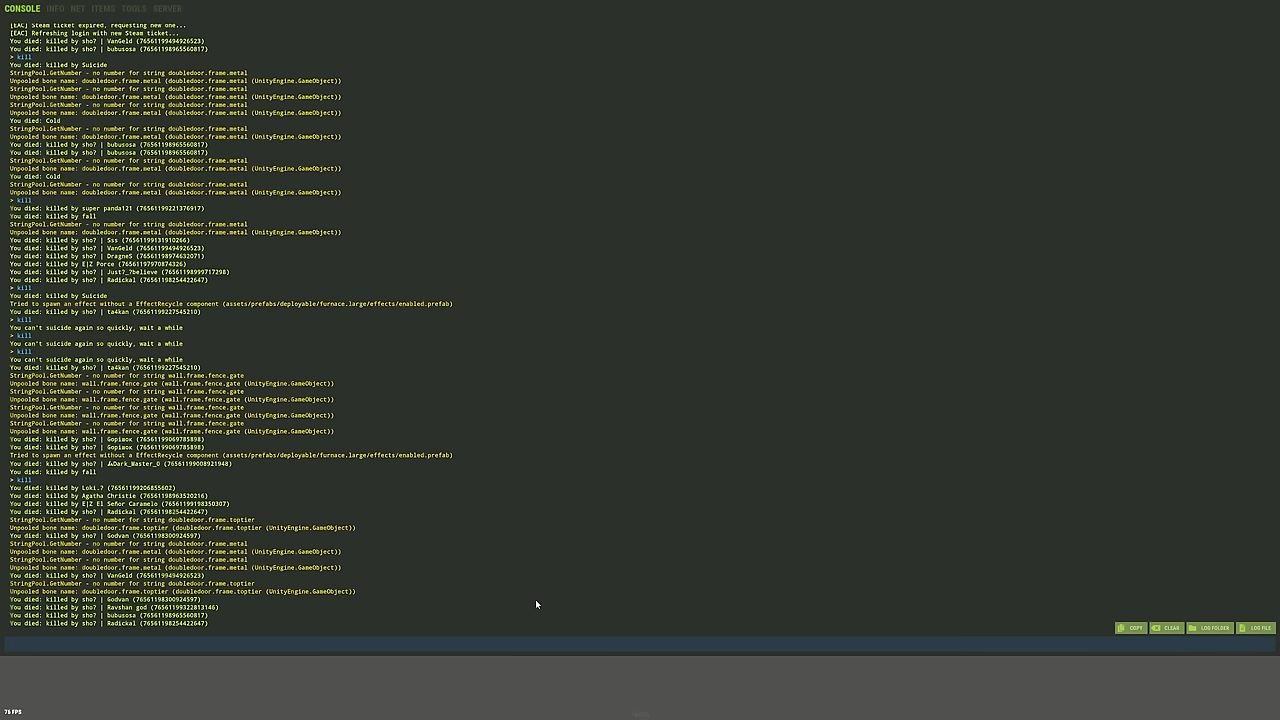 CONSOLE INFO NET ITEMS TOOLS SERVER
[EAC] Steam ticket expired, requesting new one...
[EAC] Refreshing login with new Steam ticket...
You died: killed by sho? | VanGeld (76561199494926523)
You died: killed by sho? | bubusosa (76561198965560817)
> kill
You died: killed by Suicide
StringPool.GetNumber - no number for string doubledoor.frame.metal
Unpooled bone name: doubledoor.frame.metal (doubledoor.frame.metal (UnityEngine.GameObject))
StringPool.GetNumber - no number for string doubledoor.frame.metal
Unpooled bone name: doubledoor.frame.metal (doubledoor.frame.metal (UnityEngine.GameObject))
StringPool.GetNumber - no number for string doubledoor.frame.metal
Unpooled bone name: doubledoor.frame.metal (doubledoor.frame.metal (UnityEngine.GameObject))
You died: Cold
StringPool.GetNumber - no number for string doubledoor.frame.metal
Unpooled bone name: doubledoor.frame.metal (doubledoor.frame.metal (UnityEngine.GameObject))
You died: killed by sho? | bubusosa (76561198965560817)
You died: killed by sho? | bubusosa (76561198965560817)
StringPool.GetNumber - no number for string doubledoor.frame.metal
Unpooled bone name: doubledoor.frame.metal (doubledoor.frame.metal (UnityEngine.GameObject))
You died: Cold
StringPool.GetNumber - no number for string doubledoor.frame.metal
Unpooled bone name: doubledoor.frame.metal (doubledoor.frame.metal (UnityEngine.GameObject))
> kill
You died: killed by super panda121 (76561199221376917)
You died: killed by fall
StringPool.GetNumber - no number for string doubledoor.frame.metal
Unpooled bone name: doubledoor.frame.metal (doubledoor.frame.metal (UnityEngine.GameObject))
You died: killed by sho? | Sss (76561199131910266)
You died: killed by sho? | VanGeld (76561199494926523)
You died: killed by sho? | DragneS (76561198974632071)
You died: killed by E|Z Porce (76561197970874326)
You died: killed by sho? | Just?_?believe (76561198999717298)
You died: killed by sho? | Radickal (76561198254422647)
> kill
You died: killed by Suicide
Tried to spawn an effect without a EffectRecycle component (assets/prefabs/deployable/furnace.large/effects/enabled.prefab)
You died: killed by sho? | ta4kan (76561199227545210)
> kill
You can't suicide again so quickly, wait a while
> kill
You can't suicide again so quickly, wait a while
> kill
You can't suicide again so quickly, wait a while
You died: killed by sho? | ta4kan (76561199227545210)
StringPool.GetNumber - no number for string wall.frame.fence.gate
Unpooled bone name: wall.frame.fence.gate (wall.frame.fence.gate (UnityEngine.GameObject))
StringPool.GetNumber - no number for string wall.frame.fence.gate
Unpooled bone name: wall.frame.fence.gate (wall.frame.fence.gate (UnityEngine.GameObject))
StringPool.GetNumber - no number for string wall.frame.fence.gate
Unpooled bone name: wall.frame.fence.gate (wall.frame.fence.gate (UnityEngine.GameObject))
StringPool.GetNumber - no number for string wall.frame.fence.gate
Unpooled bone name: wall.frame.fence.gate (wall.frame.fence.gate (UnityEngine.GameObject))
You died: killed by sho? | Gopiшок (76561199069785898)
You died: killed by sho? | Gopiшок (76561199069785898)
Tried to spawn an effect without a EffectRecycle component (assets/prefabs/deployable/furnace.large/effects/enabled.prefab)
You died: killed by sho? | Dark_Master_0 (76561199008921948)
You died: killed by fall
> kill
You died: killed by Loki.? (76561199206855602)
You died: killed by Agatha Christie (76561198963520216)
You died: killed by E|Z El Señor Caramelo (76561199198350307)
You died: killed by sho? | Radickal (76561198254422647)
StringPool.GetNumber - no number for string doubledoor.frame.toptier
Unpooled bone name: doubledoor.frame.toptier (doubledoor.frame.toptier (UnityEngine.GameObject))
You died: killed by sho? | Godvan (76561198300924597)
StringPool.GetNumber - no number for string doubledoor.frame.metal
Unpooled bone name: doubledoor.frame.metal (doubledoor.frame.metal (UnityEngine.GameObject))
StringPool.GetNumber - no number for string doubledoor.frame.metal
Unpooled bone name: doubledoor.frame.metal (doubledoor.frame.metal (UnityEngine.GameObject))
You died: killed by sho? | VanGeld (76561199494926523)
StringPool.GetNumber - no number for string doubledoor.frame.toptier
Unpooled bone name: doubledoor.frame.toptier (doubledoor.frame.toptier (UnityEngine.GameObject))
You died: killed by sho? | Godvan (76561198300924597)
You died: killed by sho? | Ravshan god (76561199322813146)
You died: killed by sho? | bubusosa (76561198965560817)
You died: killed by sho? | Radickal (76561198254422647)
COPY CLEAR LOG FOLDER LOG FILE
76 FPS